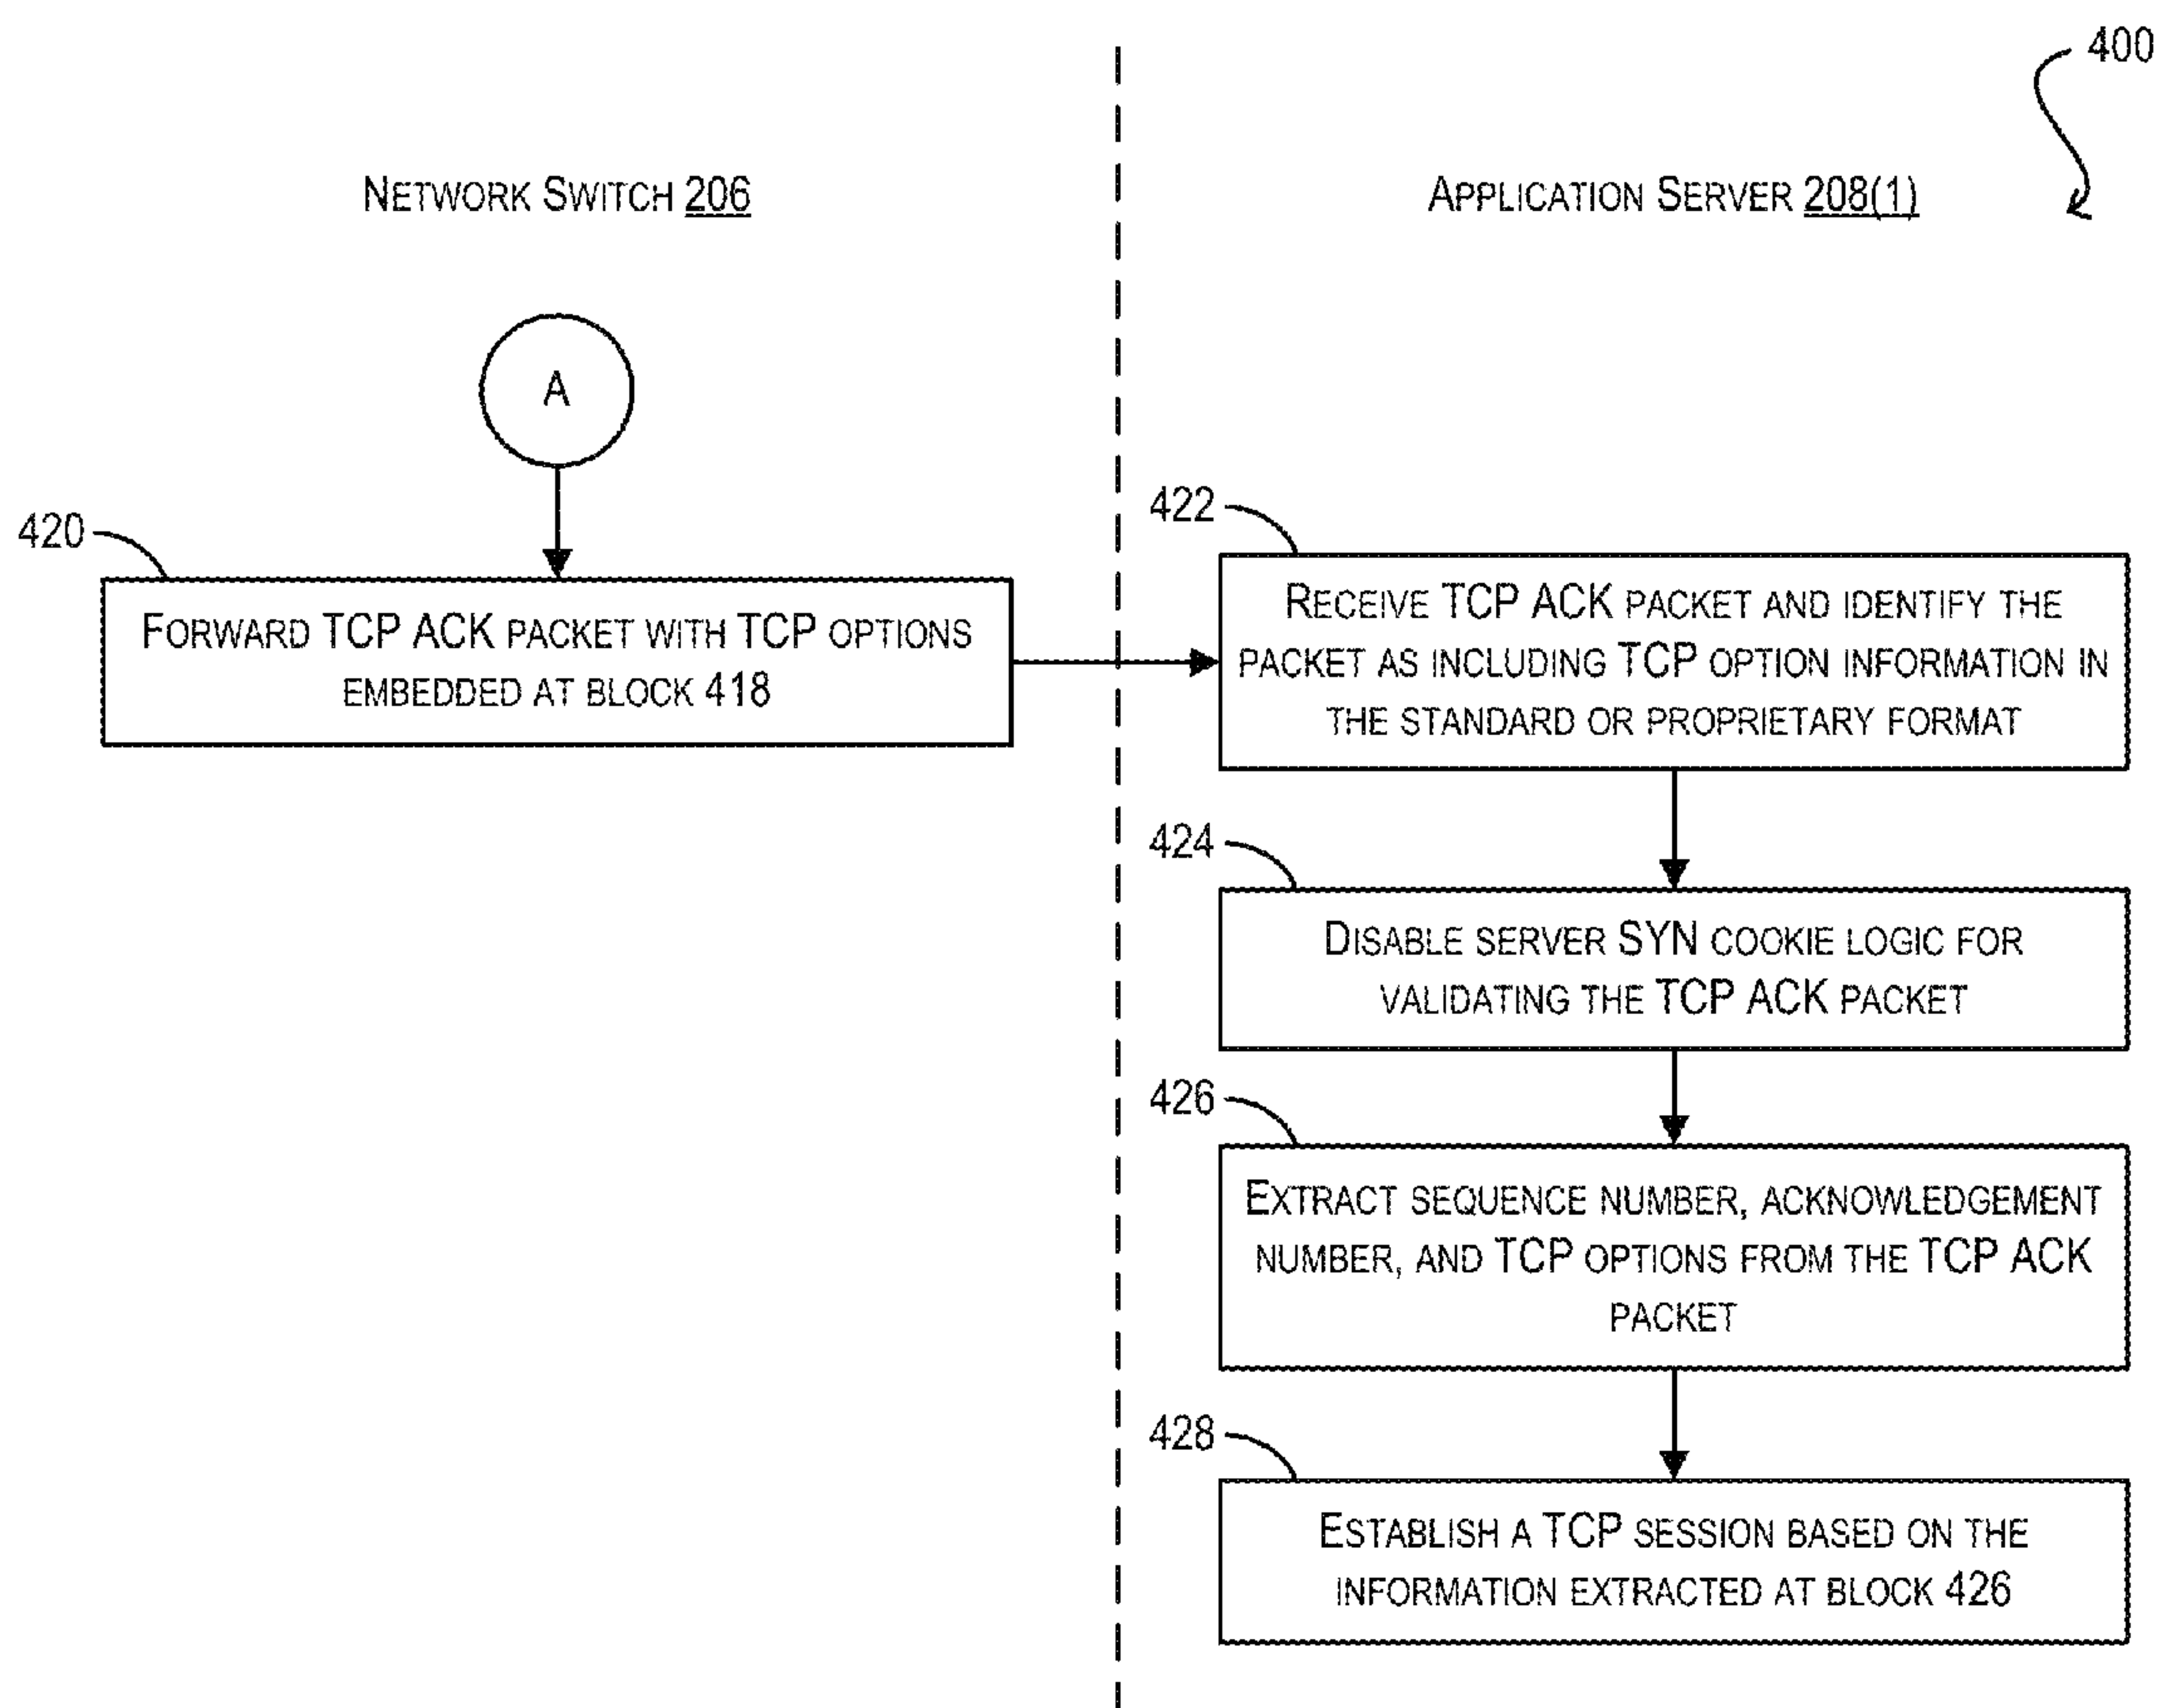 400
NETWORK SWITCH 206
APPLICATION SERVER 208(1)
A
420
FORWARD TCP ACK PACKET WITH TCP OPTIONS
EMBEDDED AT BLOCK 418
422
RECEIVE TCP ACK PACKET AND IDENTIFY THE
PACKET AS INCLUDING TCP OPTION INFORMATION IN
THE STANDARD OR PROPRIETARY FORMAT
424
DISABLE SERVER SYN COOKIE LOGIC FOR
VALIDATING THE TCP ACK PACKET
426
EXTRACT SEQUENCE NUMBER, ACKNOWLEDGEMENT
NUMBER, AND TCP OPTIONS FROM THE TCP ACK
PACKET
428
ESTABLISH A TCP SESSION BASED ON THE
INFORMATION EXTRACTED AT BLOCK 426